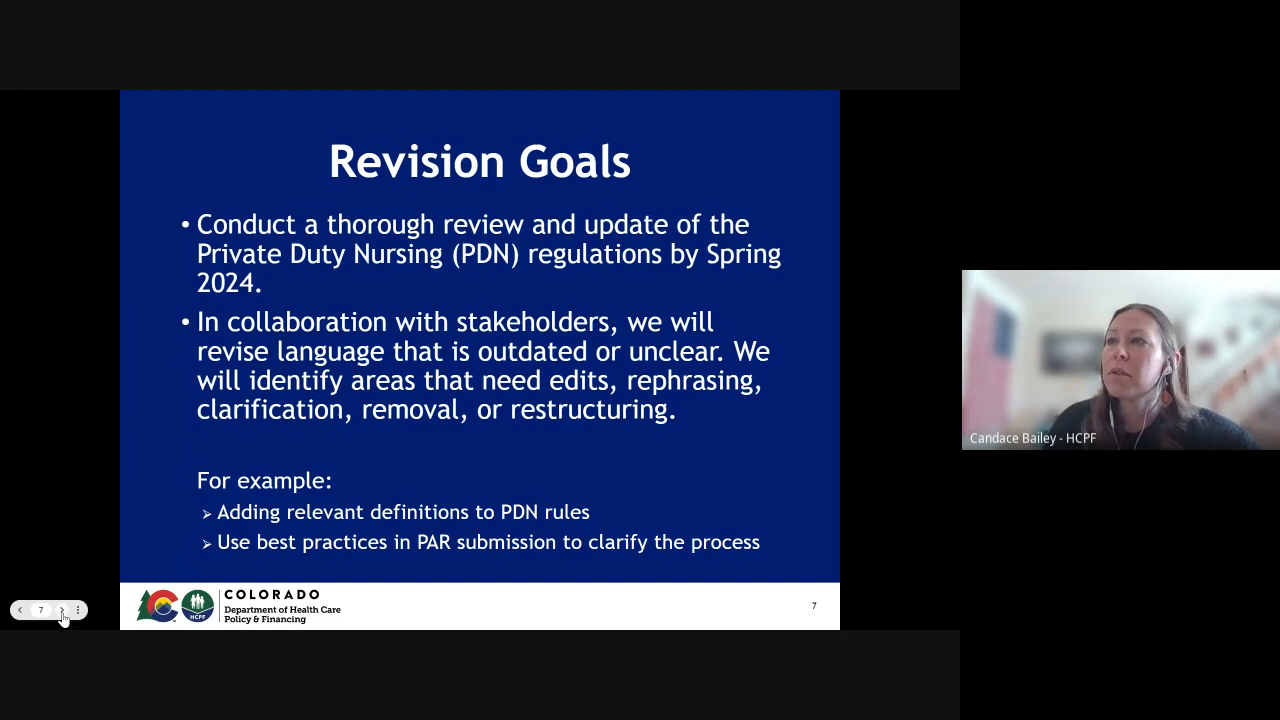 Revision Goals
• Conduct a thorough review and update of the
Private Duty Nursing (PDN) regulations by Spring
2024.
• In collaboration with stakeholders, we will
revise language that is outdated or unclear. We
will identify areas that need edits, rephrasing,
clarification, removal, or restructuring.
For example:
➢ Adding relevant definitions to PDN rules
➢ Use best practices in PAR submission to clarify the process
Candace Bailey - HCPF
7
HCPF
COLORADO
Department of Health Care
Policy & Financing
7